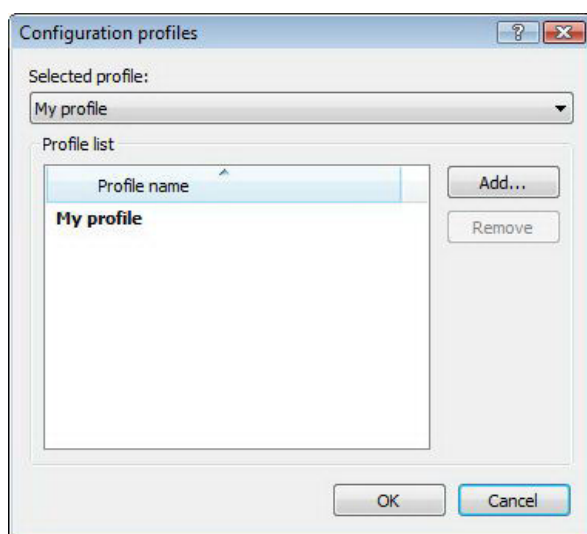 Configuration profiles
Selected profile:
My profile
Profile list
Profile name
Add...
My profile
Remove
OK
Cancel